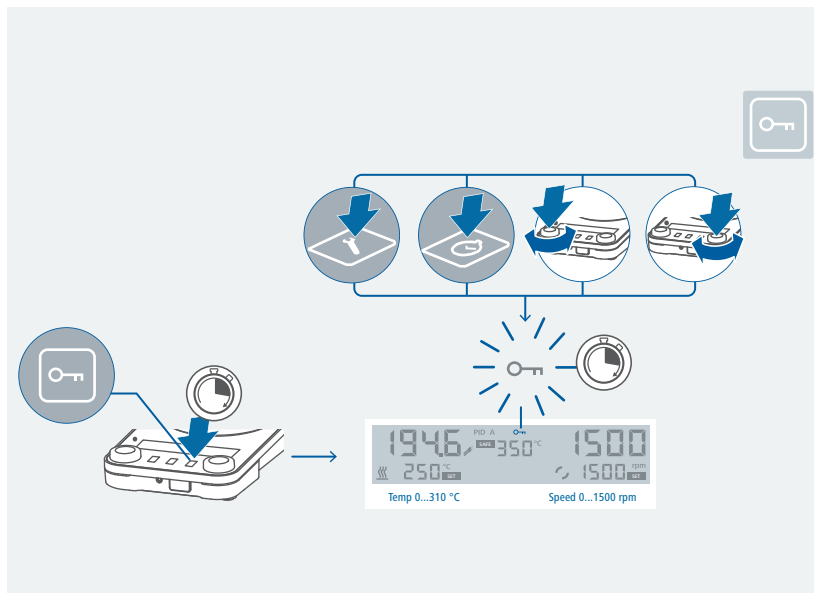 194.6 PID A 1500
SAFE 350 °C
250 °C SET 1500 rpm SET
Temp 0...310 °C Speed 0...1500 rpm